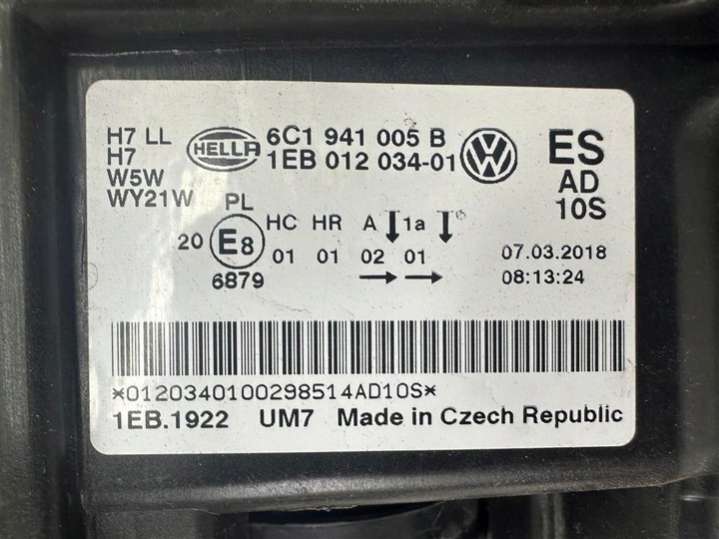 H7 LL
H7
W5W
WY21W
HELLA
6C1 941 005 B
1EB 012 034-01
VW
ES
AD
10S
PL
20 E8
6879
HC HR A 1a
01 01 02 01
07.03.2018
08:13:24
*0120340100298514AD10S*
1EB.1922 UM7 Made in Czech Republic